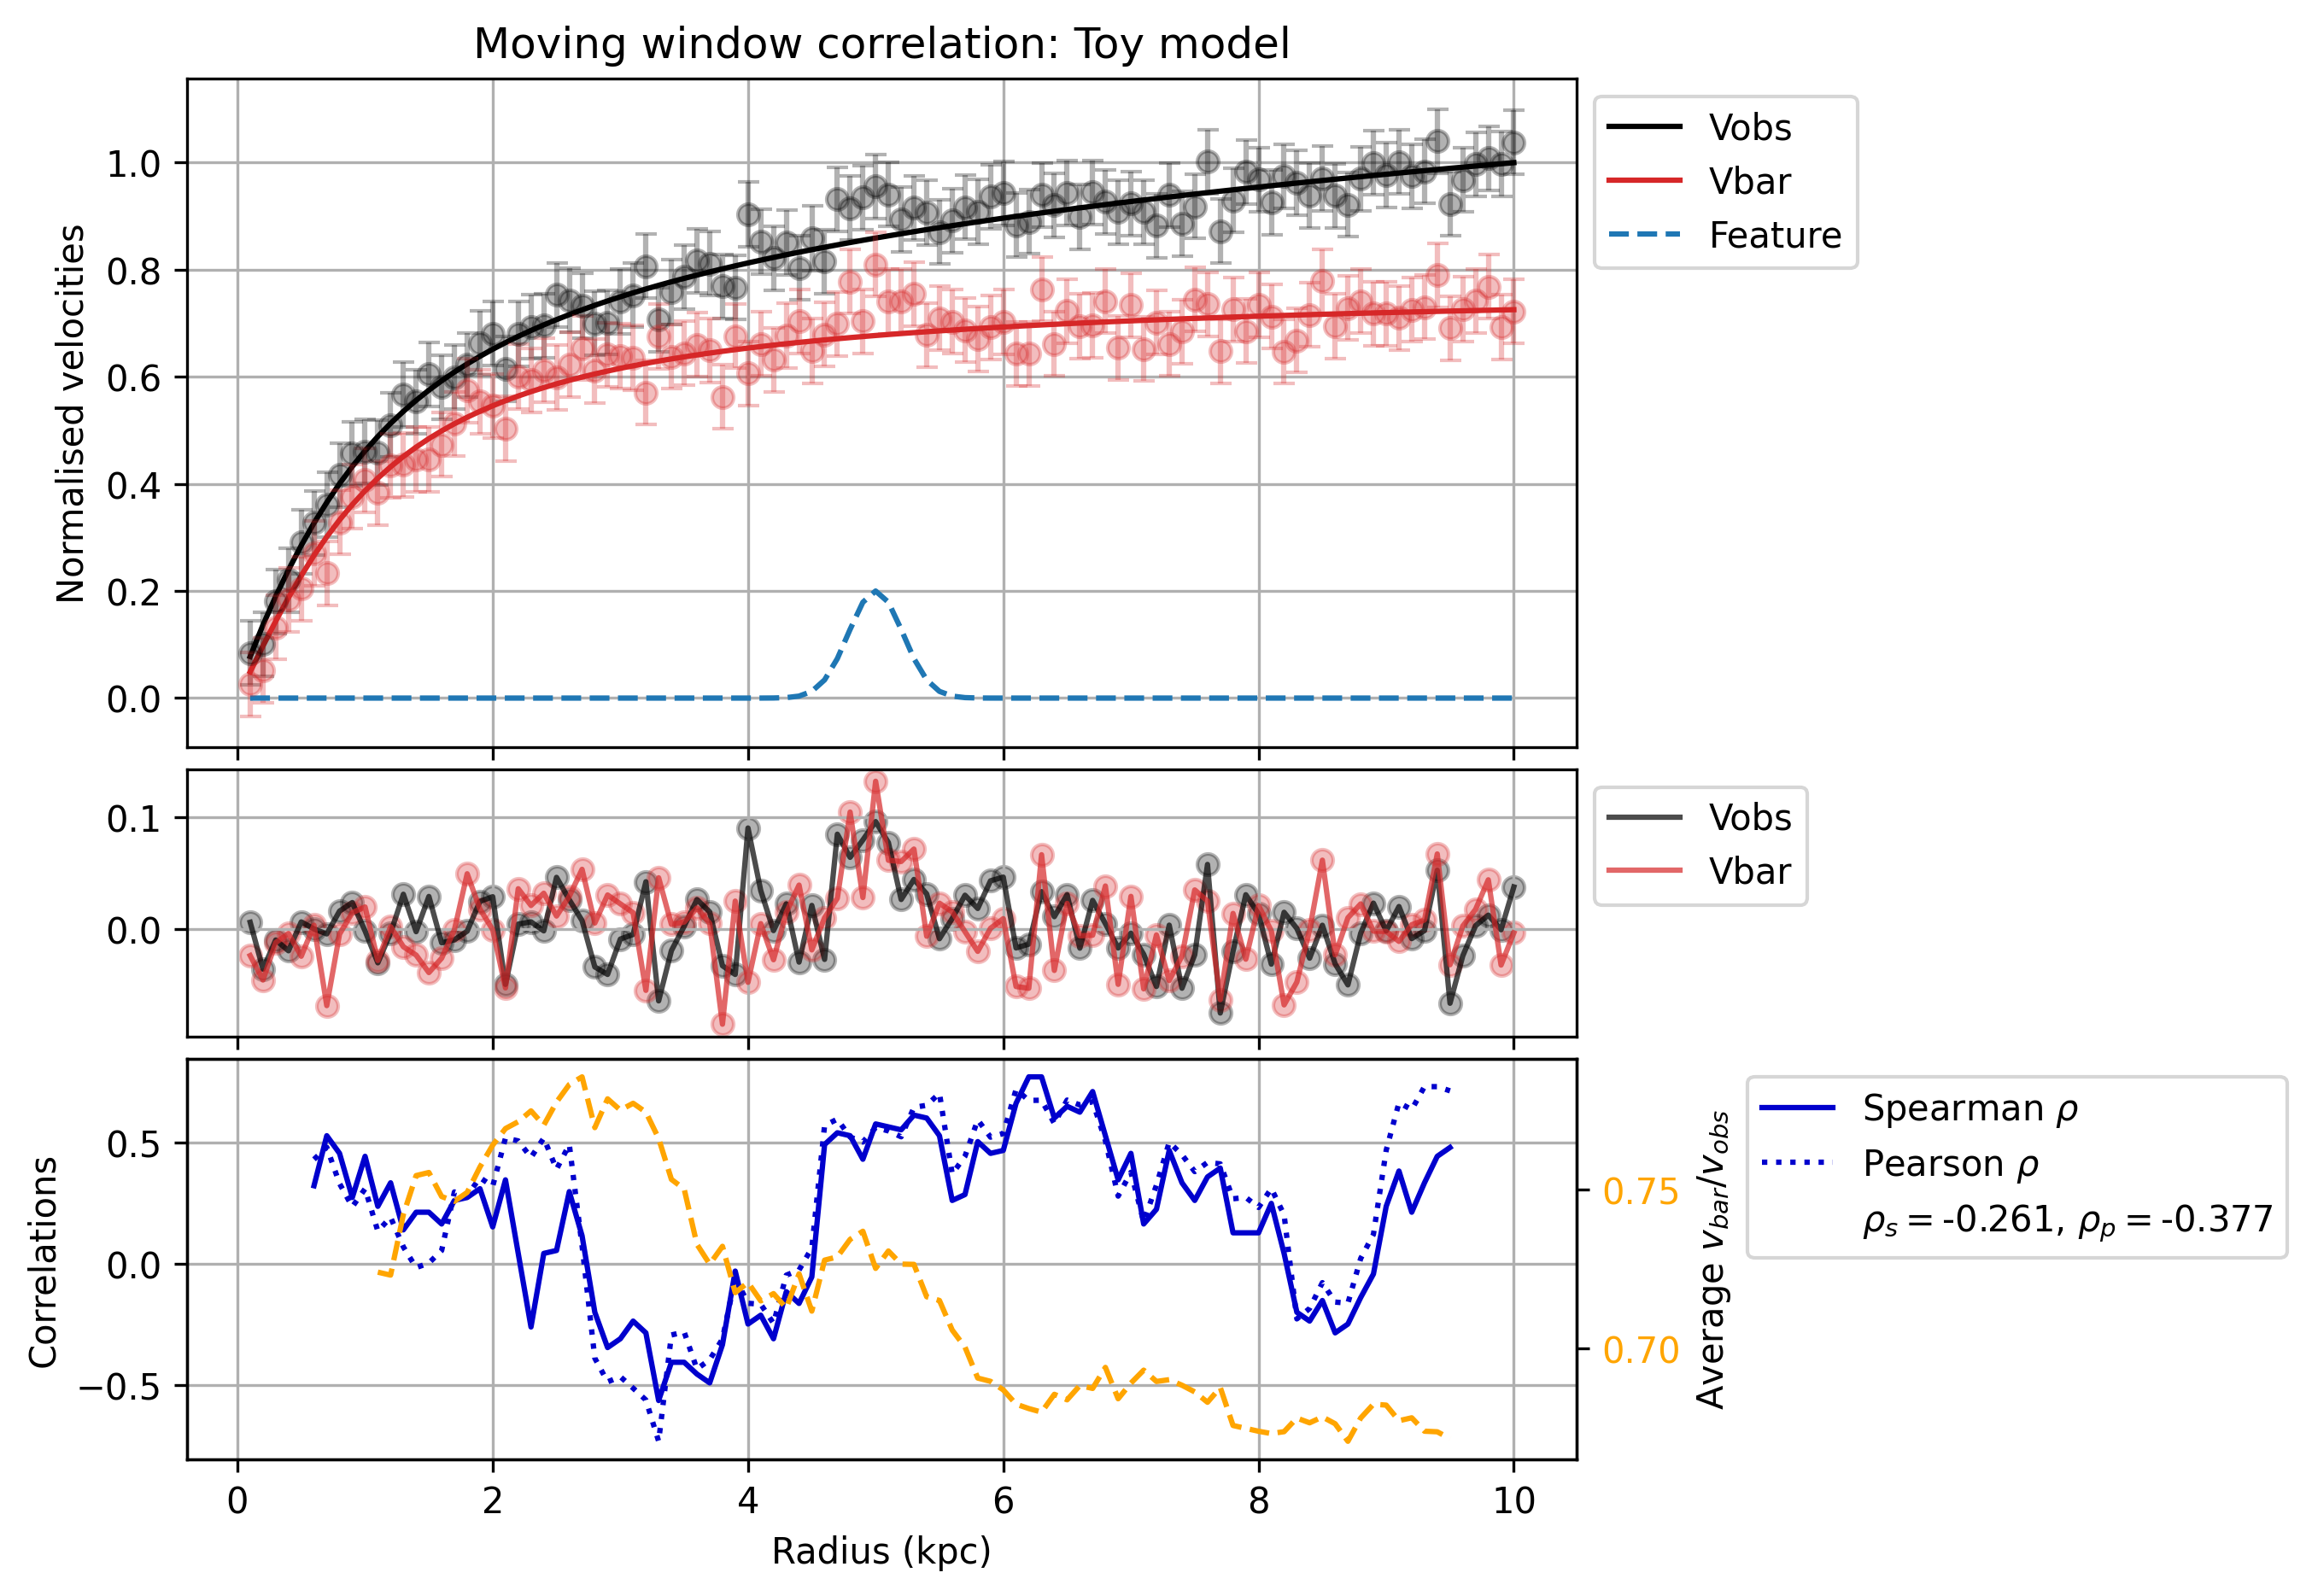 Moving window correlation: Toy model
Normalised velocities
1.0
0.8
0.6
0.4
0.2
0.0
Vobs
Vbar
Feature
0.1
0.0
Vobs
Vbar
Correlations
0.5
0.0
−0.5
0.75
0.70
Average v_bar/v_obs
Spearman ρ
Pearson ρ
ρ_s = -0.261, ρ_p = -0.377
0 2 4 6 8 10
Radius (kpc)